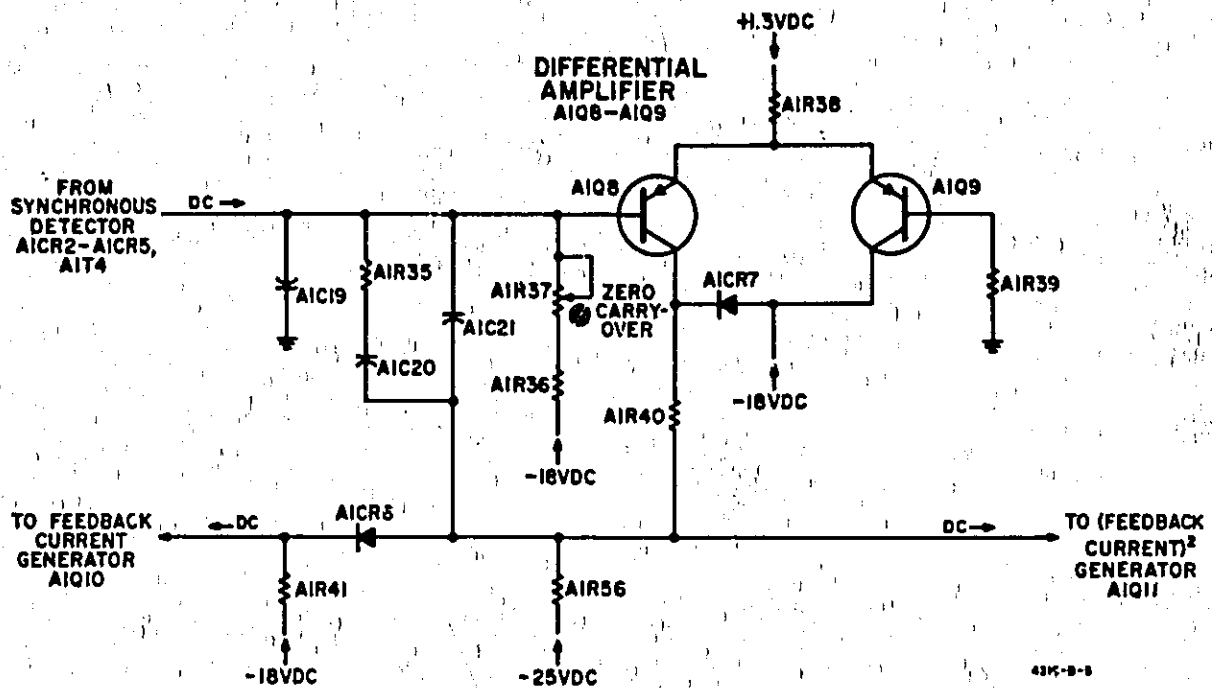 +1.3VDC
DIFFERENTIAL
AMPLIFIER
A1Q8-A1Q9
A1R38
A1Q8
A1Q9
FROM
SYNCHRONOUS
DETECTOR
A1CR2-A1CR5,
A1T4
DC
A1C19
A1R35
A1C20
A1C21
A1R37
ZERO
CARRY-
OVER
A1R36
-18VDC
A1CR7
-18VDC
A1R39
A1R40
TO FEEDBACK
CURRENT
GENERATOR
A1Q10
DC
A1R41
-18VDC
A1R56
-25VDC
DC
TO (FEEDBACK
CURRENT)²
GENERATOR
A1Q11